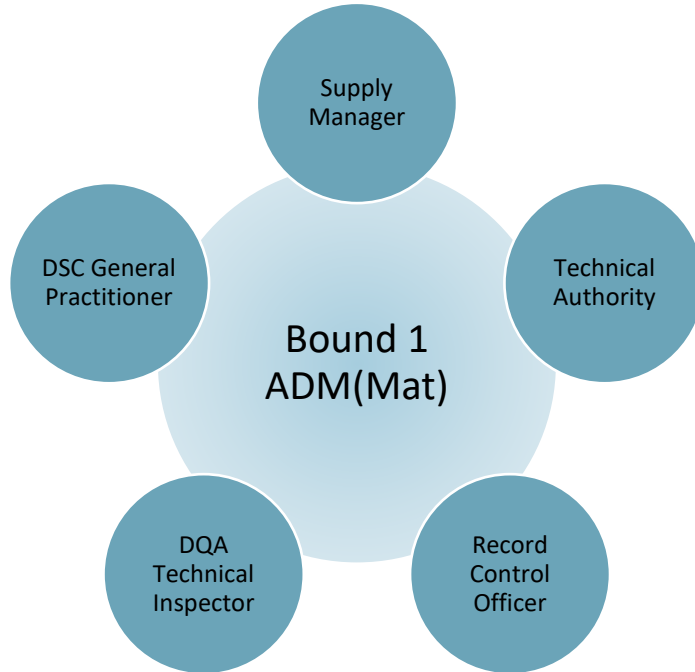 Supply
Manager
DSC General
Practitioner
Technical
Authority
Bound 1
ADM(Mat)
DQA
Technical
Inspector
Record
Control
Officer